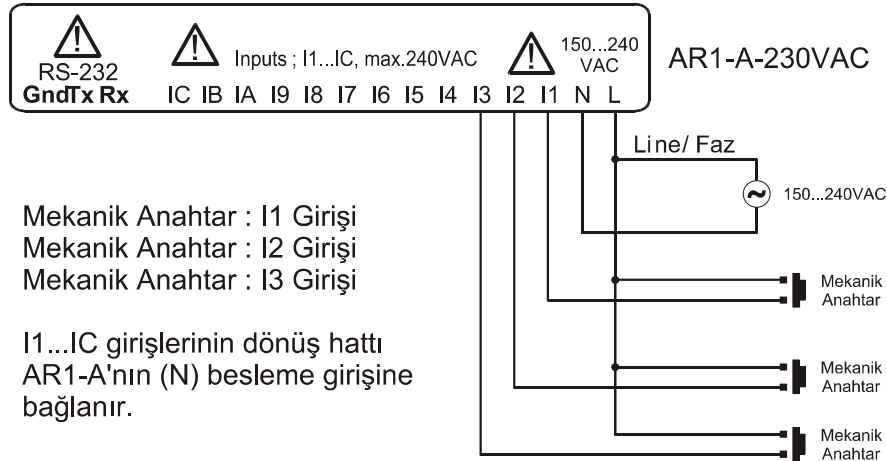 RS-232
GndTx Rx
Inputs ; I1...IC, max.240VAC
150...240
VAC
IC IB IA I9 I8 I7 I6 I5 I4 I3 I2 I1 N L
AR1-A-230VAC
Line/ Faz
150...240VAC
Mekanik Anahtar : I1 Girişi
Mekanik Anahtar : I2 Girişi
Mekanik Anahtar : I3 Girişi
I1...IC girişlerinin dönüş hattı
AR1-A'nın (N) besleme girişine
bağlanır.
Mekanik
Anahtar
Mekanik
Anahtar
Mekanik
Anahtar